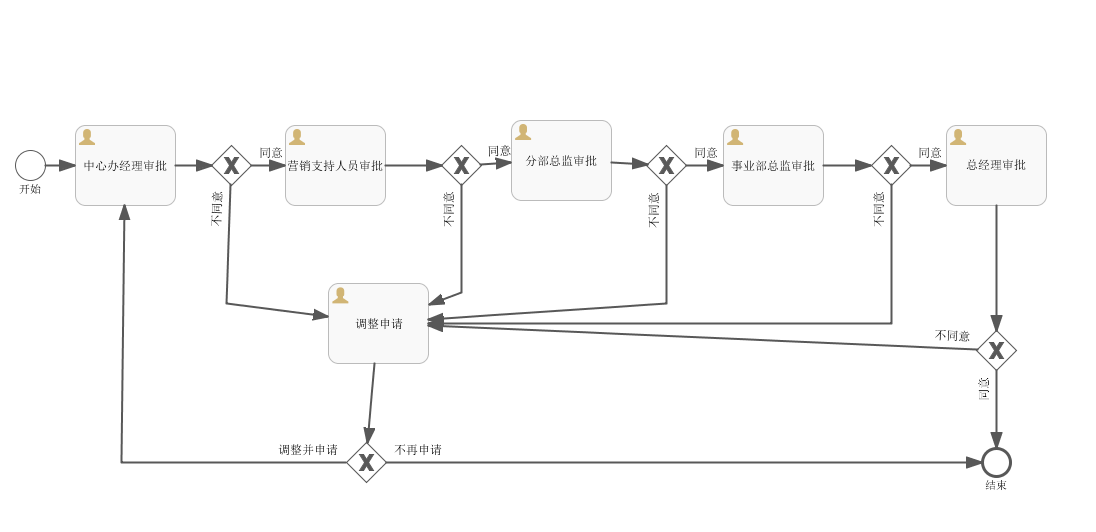 开始
中心办经理审批
同意
不同意
营销支持人员审批
同意
不同意
分部总监审批
同意
不同意
事业部总监审批
同意
不同意
总经理审批
调整申请
不同意
同意
调整并申请
不再申请
结束